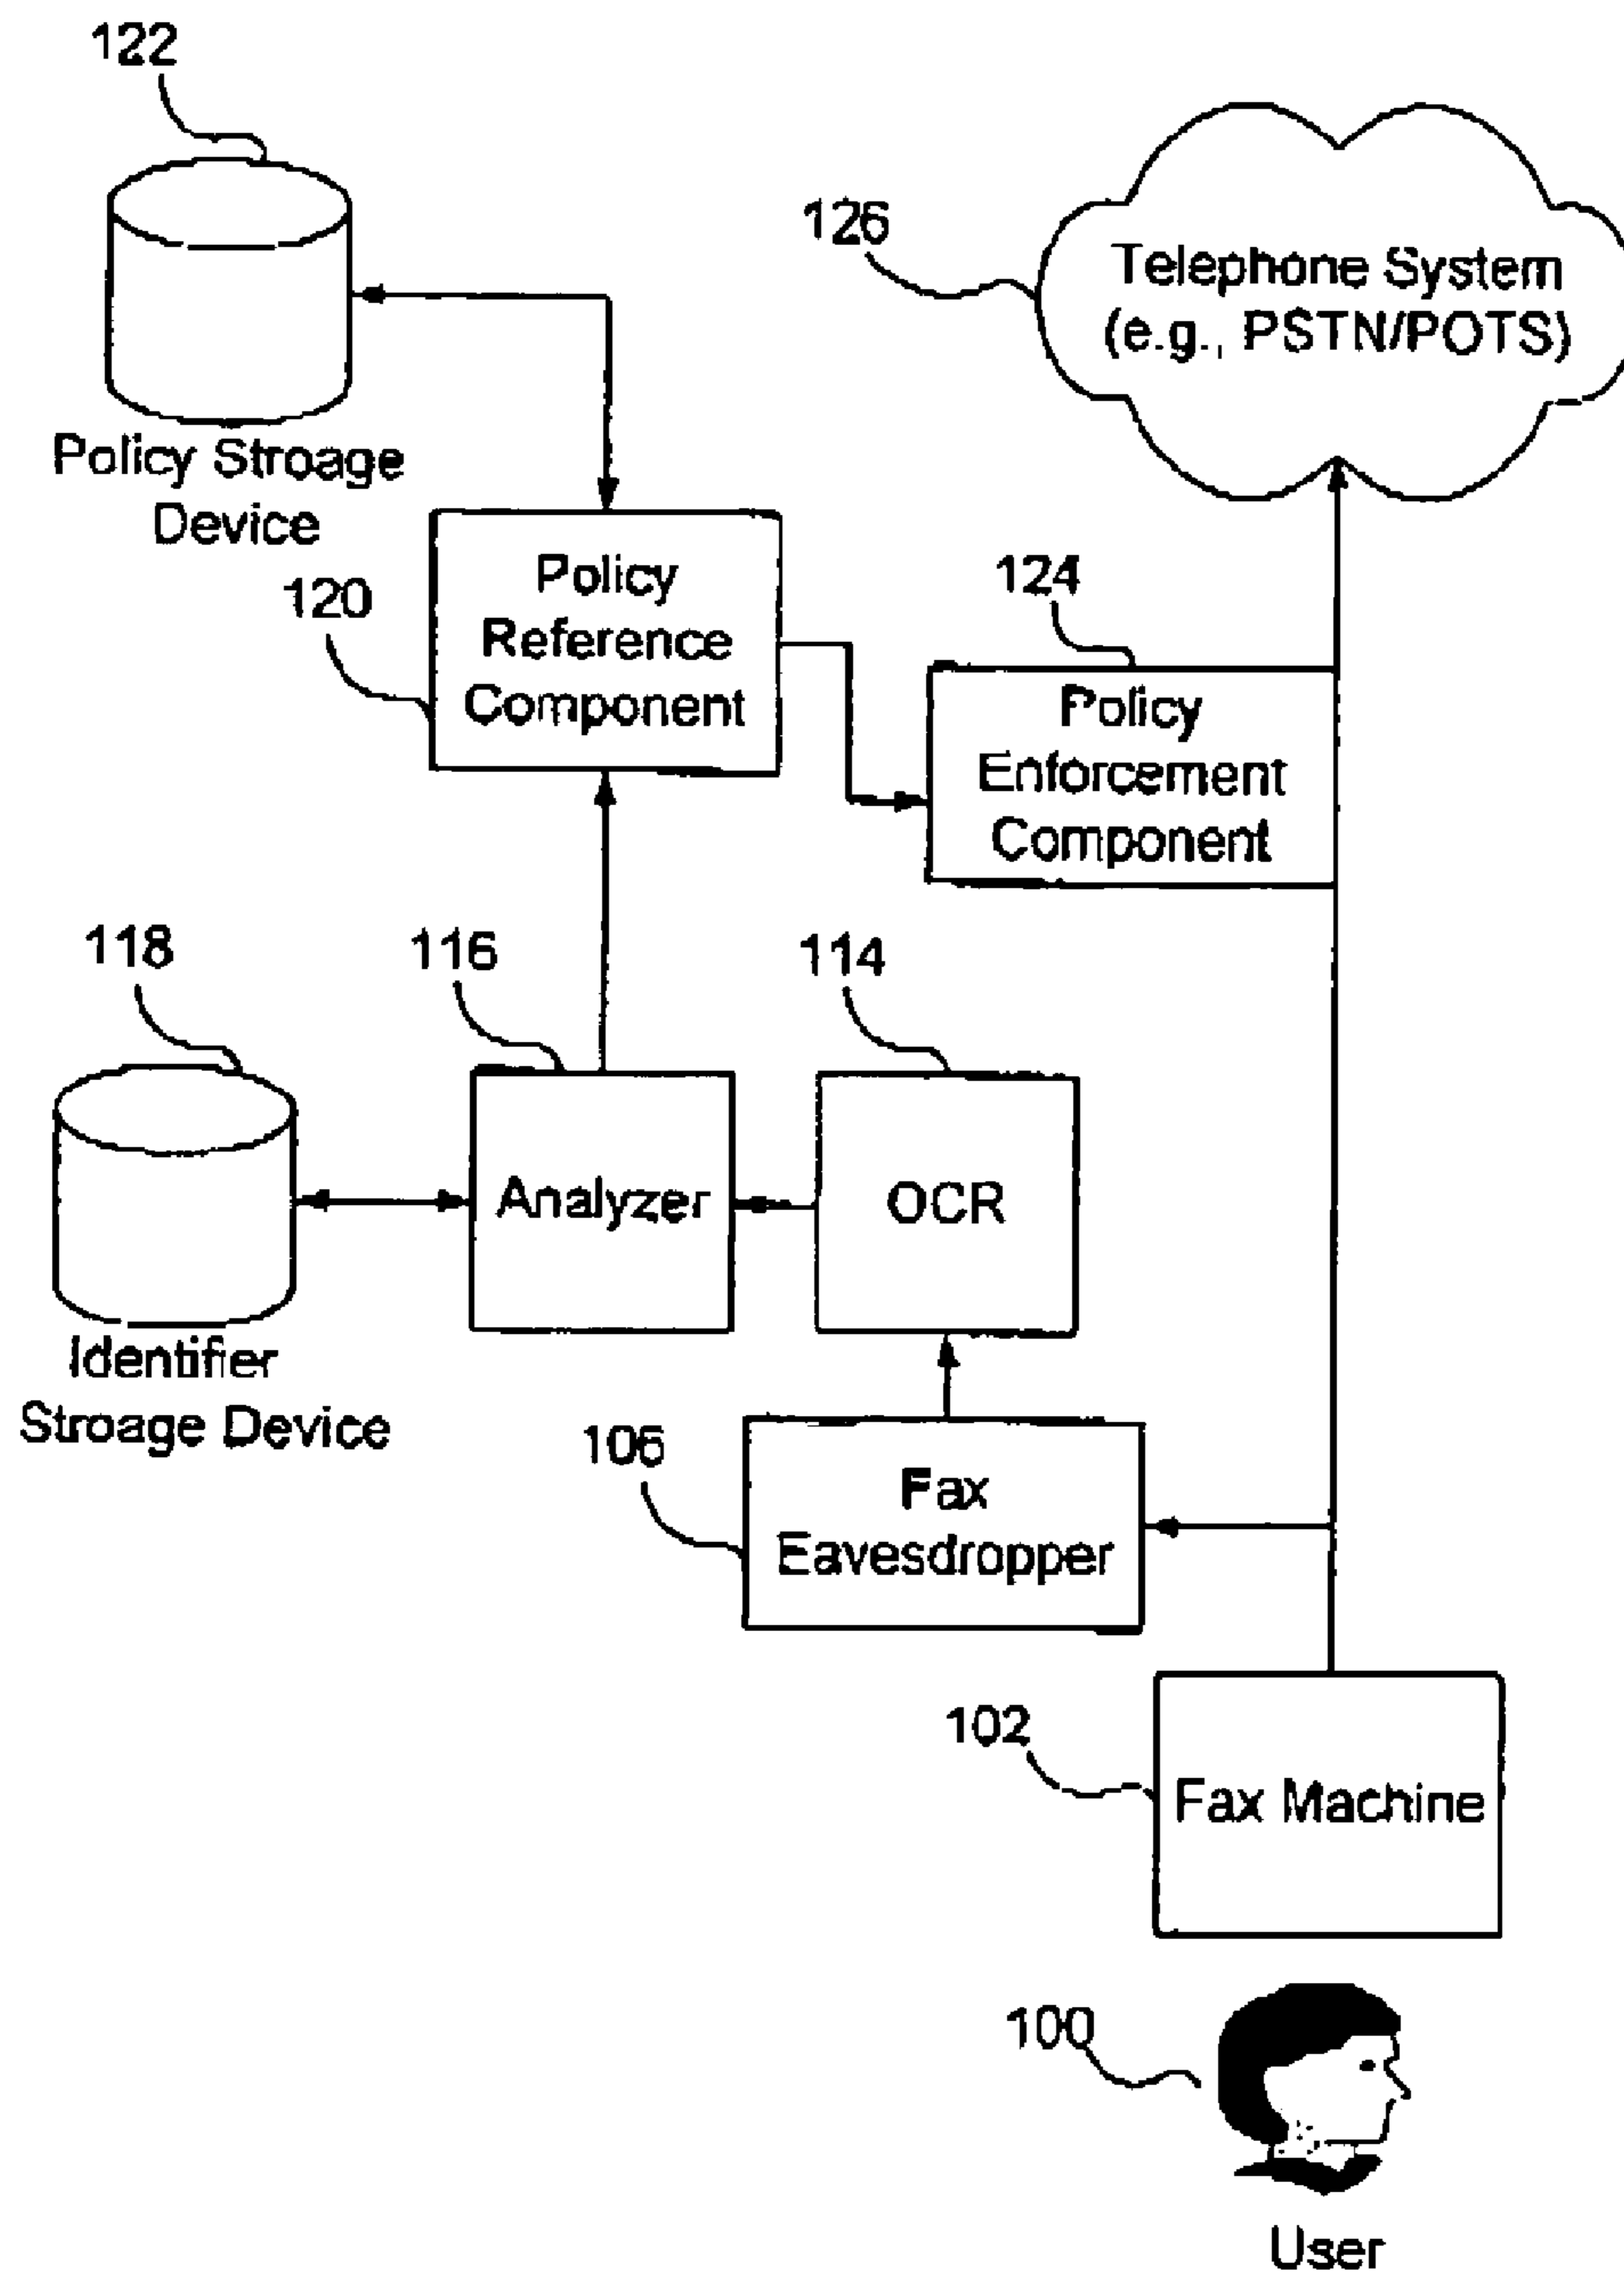 122
126
Telephone System
(e.g., PSTN/POTS)
Policy Stroage
Device
120
Policy
Reference
Component
124
Policy
Enforcement
Component
118
116
114
Analyzer
OCR
Identifier
Stroage Device
106
Fax
Eavesdropper
102
Fax Machine
100
User